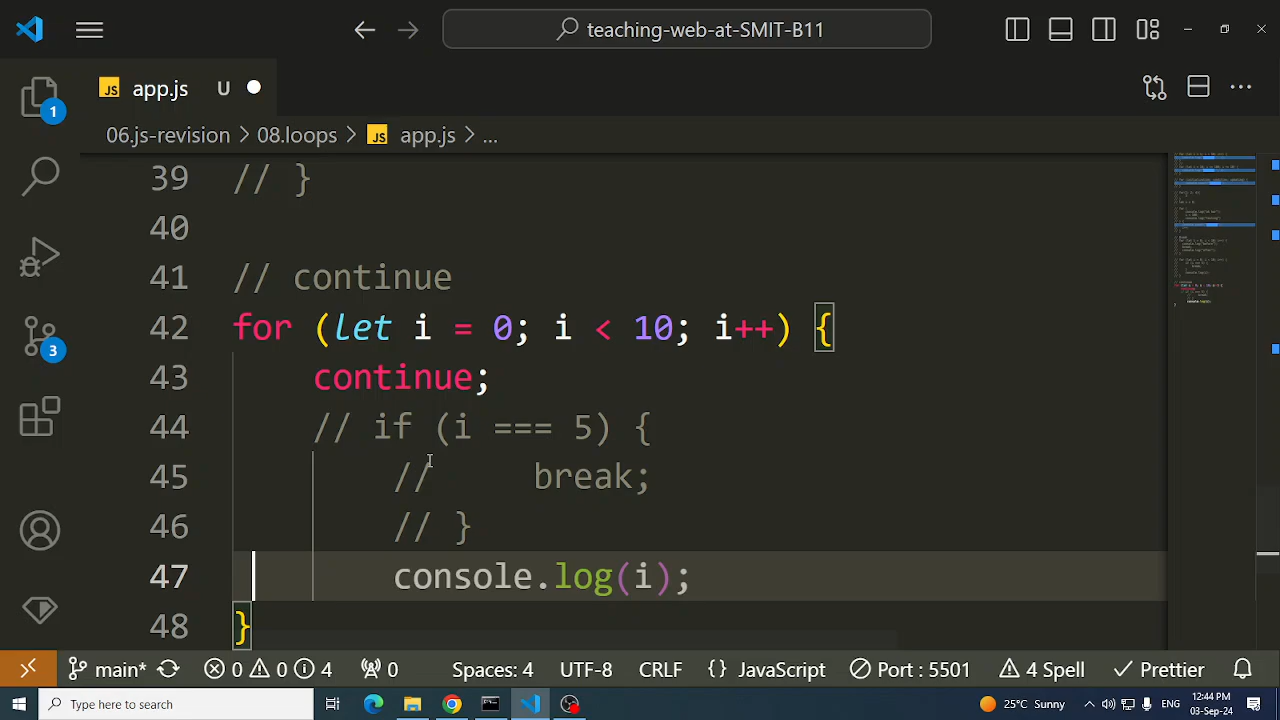 teaching-web-at-SMIT-B11
JS app.js U
1
06.js-revision > 08.loops > JS app.js > ...
39 // }
40
41 // continue
42 for (let i = 0; i < 10; i++) {
43 continue;
44 // if (i === 5) {
45 // break;
46 // }
47 console.log(i);
48 }
3
main* 0 0 4 0 Spaces: 4 UTF-8 CRLF {} JavaScript Port : 5501 4 Spell Prettier
Type here to search
25°C Sunny
ENG
12:44 PM
03-Sep-24